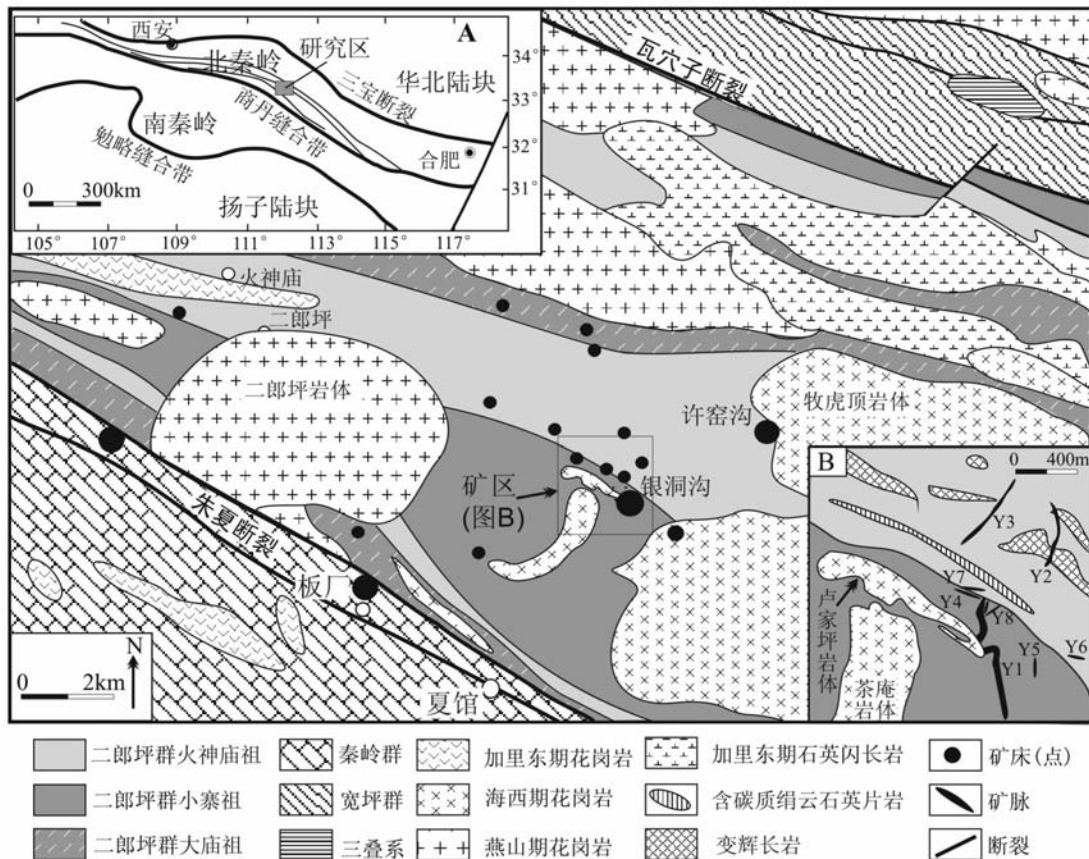 西安
A
北秦岭
研究区
三宝断裂
华北陆块
南秦岭
商丹缝合带
勉略缝合带
合肥
扬子陆块
0 300km
34°
33°
32°
31°
105° 107° 109° 111° 113° 115° 117°
瓦穴子断裂
火神庙
二郎坪
二郎坪岩体
牧虎顶岩体
许窑沟
矿区
(图B)
银洞沟
朱夏断裂
板厂
夏馆
N
0 2km
B
0 400m
Y3
Y2
Y7
Y4
Y8
Y5
Y6
Y1
卢家坪岩体
茶庵
岩体
二郎坪群火神庙祖
秦岭群
加里东期花岗岩
加里东期石英闪长岩
矿床(点)
二郎坪群小寨祖
宽坪群
海西期花岗岩
含碳质绢云石英片岩
矿脉
二郎坪群大庙祖
三叠系
燕山期花岗岩
变辉长岩
断裂